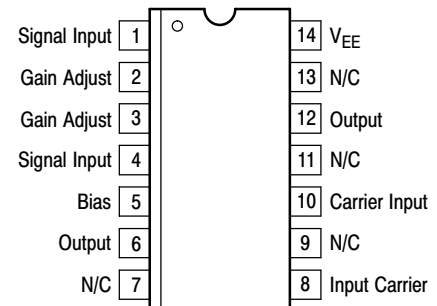 Signal Input 1
Gain Adjust 2
Gain Adjust 3
Signal Input 4
Bias 5
Output 6
N/C 7
14 VEE
13 N/C
12 Output
11 N/C
10 Carrier Input
9 N/C
8 Input Carrier